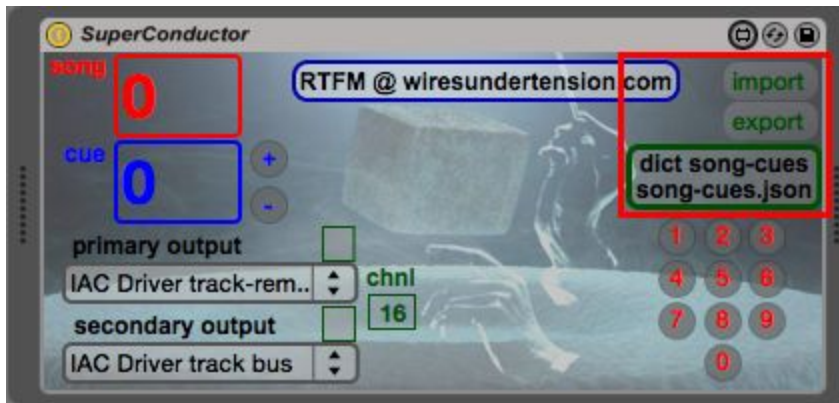 SuperConductor
song
0
RTFM @ wiresundertension.com
import
export
cue
0
+
-
dict song-cues
song-cues.json
primary output
IAC Driver track-rem..
chnl
16
secondary output
IAC Driver track bus
1 2 3
4 5 6
7 8 9
0